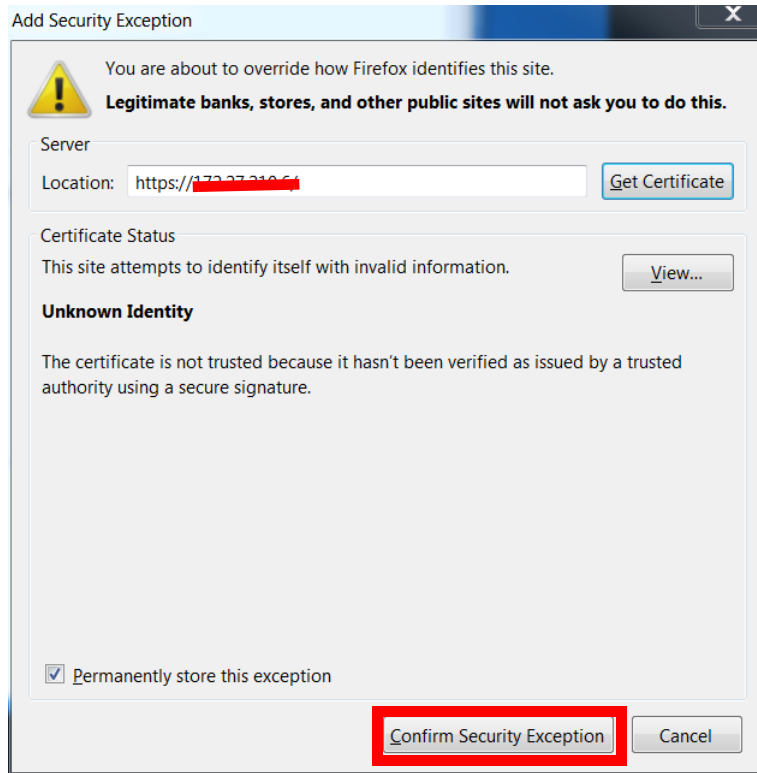 Add Security Exception
X
You are about to override how Firefox identifies this site.
Legitimate banks, stores, and other public sites will not ask you to do this.
Server
Location: https:// Get Certificate
Certificate Status
This site attempts to identify itself with invalid information.
View...
Unknown Identity
The certificate is not trusted because it hasn't been verified as issued by a trusted
authority using a secure signature.
Permanently store this exception
Confirm Security Exception Cancel